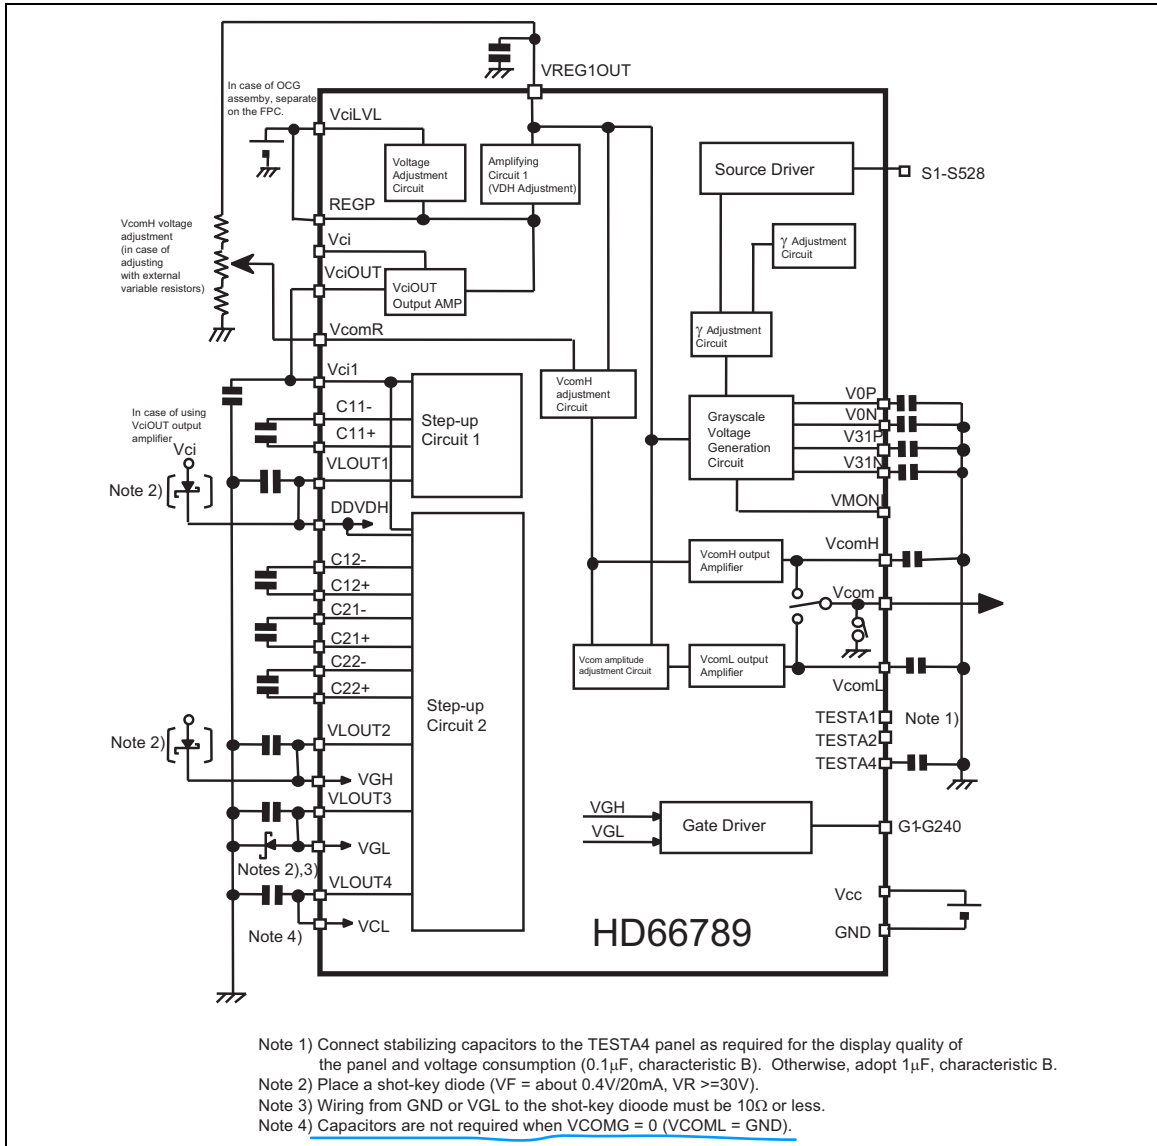 VREG1OUT
In case of OCG
assemby, separate
on the FPC.
VciLVL
Voltage
Adjustment
Circuit
Amplifying
Circuit 1
(VDH Adjustment)
Source Driver
S1-S528
REGP
VcomH voltage
adjustment
(in case of
adjusting
with external
variable resistors)
Vci
γ Adjustment
Circuit
VciOUT
VciOUT
Output AMP
VcomR
γ Adjustment
Circuit
Vci1
VcomH
adjustment
Circuit
C11-
C11+
Step-up
Circuit 1
Grayscale
Voltage
Generation
Circuit
V0P
V0N
V31P
V31N
In case of using
VciOUT output
amplifier
Vci
VLOUT1
Note 2)
DDVDH
VMONI
VcomH
C12-
C12+
VcomH output
Amplifier
Vcom
C21-
C21+
C22-
C22+
Vcom amplitude
adjustment Circuit
VcomL output
Amplifier
VcomL
Step-up
Circuit 2
TESTA1
Note 1)
TESTA2
TESTA4
Note 2)
VLOUT2
VGH
VLOUT3
VGH
VGL
Gate Driver
G1-G240
VGL
Notes 2),3)
VLOUT4
Vcc
Note 4)
VCL
HD66789
GND
Note 1) Connect stabilizing capacitors to the TESTA4 panel as required for the display quality of
the panel and voltage consumption (0.1μF, characteristic B). Otherwise, adopt 1μF, characteristic B.
Note 2) Place a shot-key diode (VF = about 0.4V/20mA, VR >=30V).
Note 3) Wiring from GND or VGL to the shot-key dioode must be 10Ω or less.
Note 4) Capacitors are not required when VCOMG = 0 (VCOML = GND).